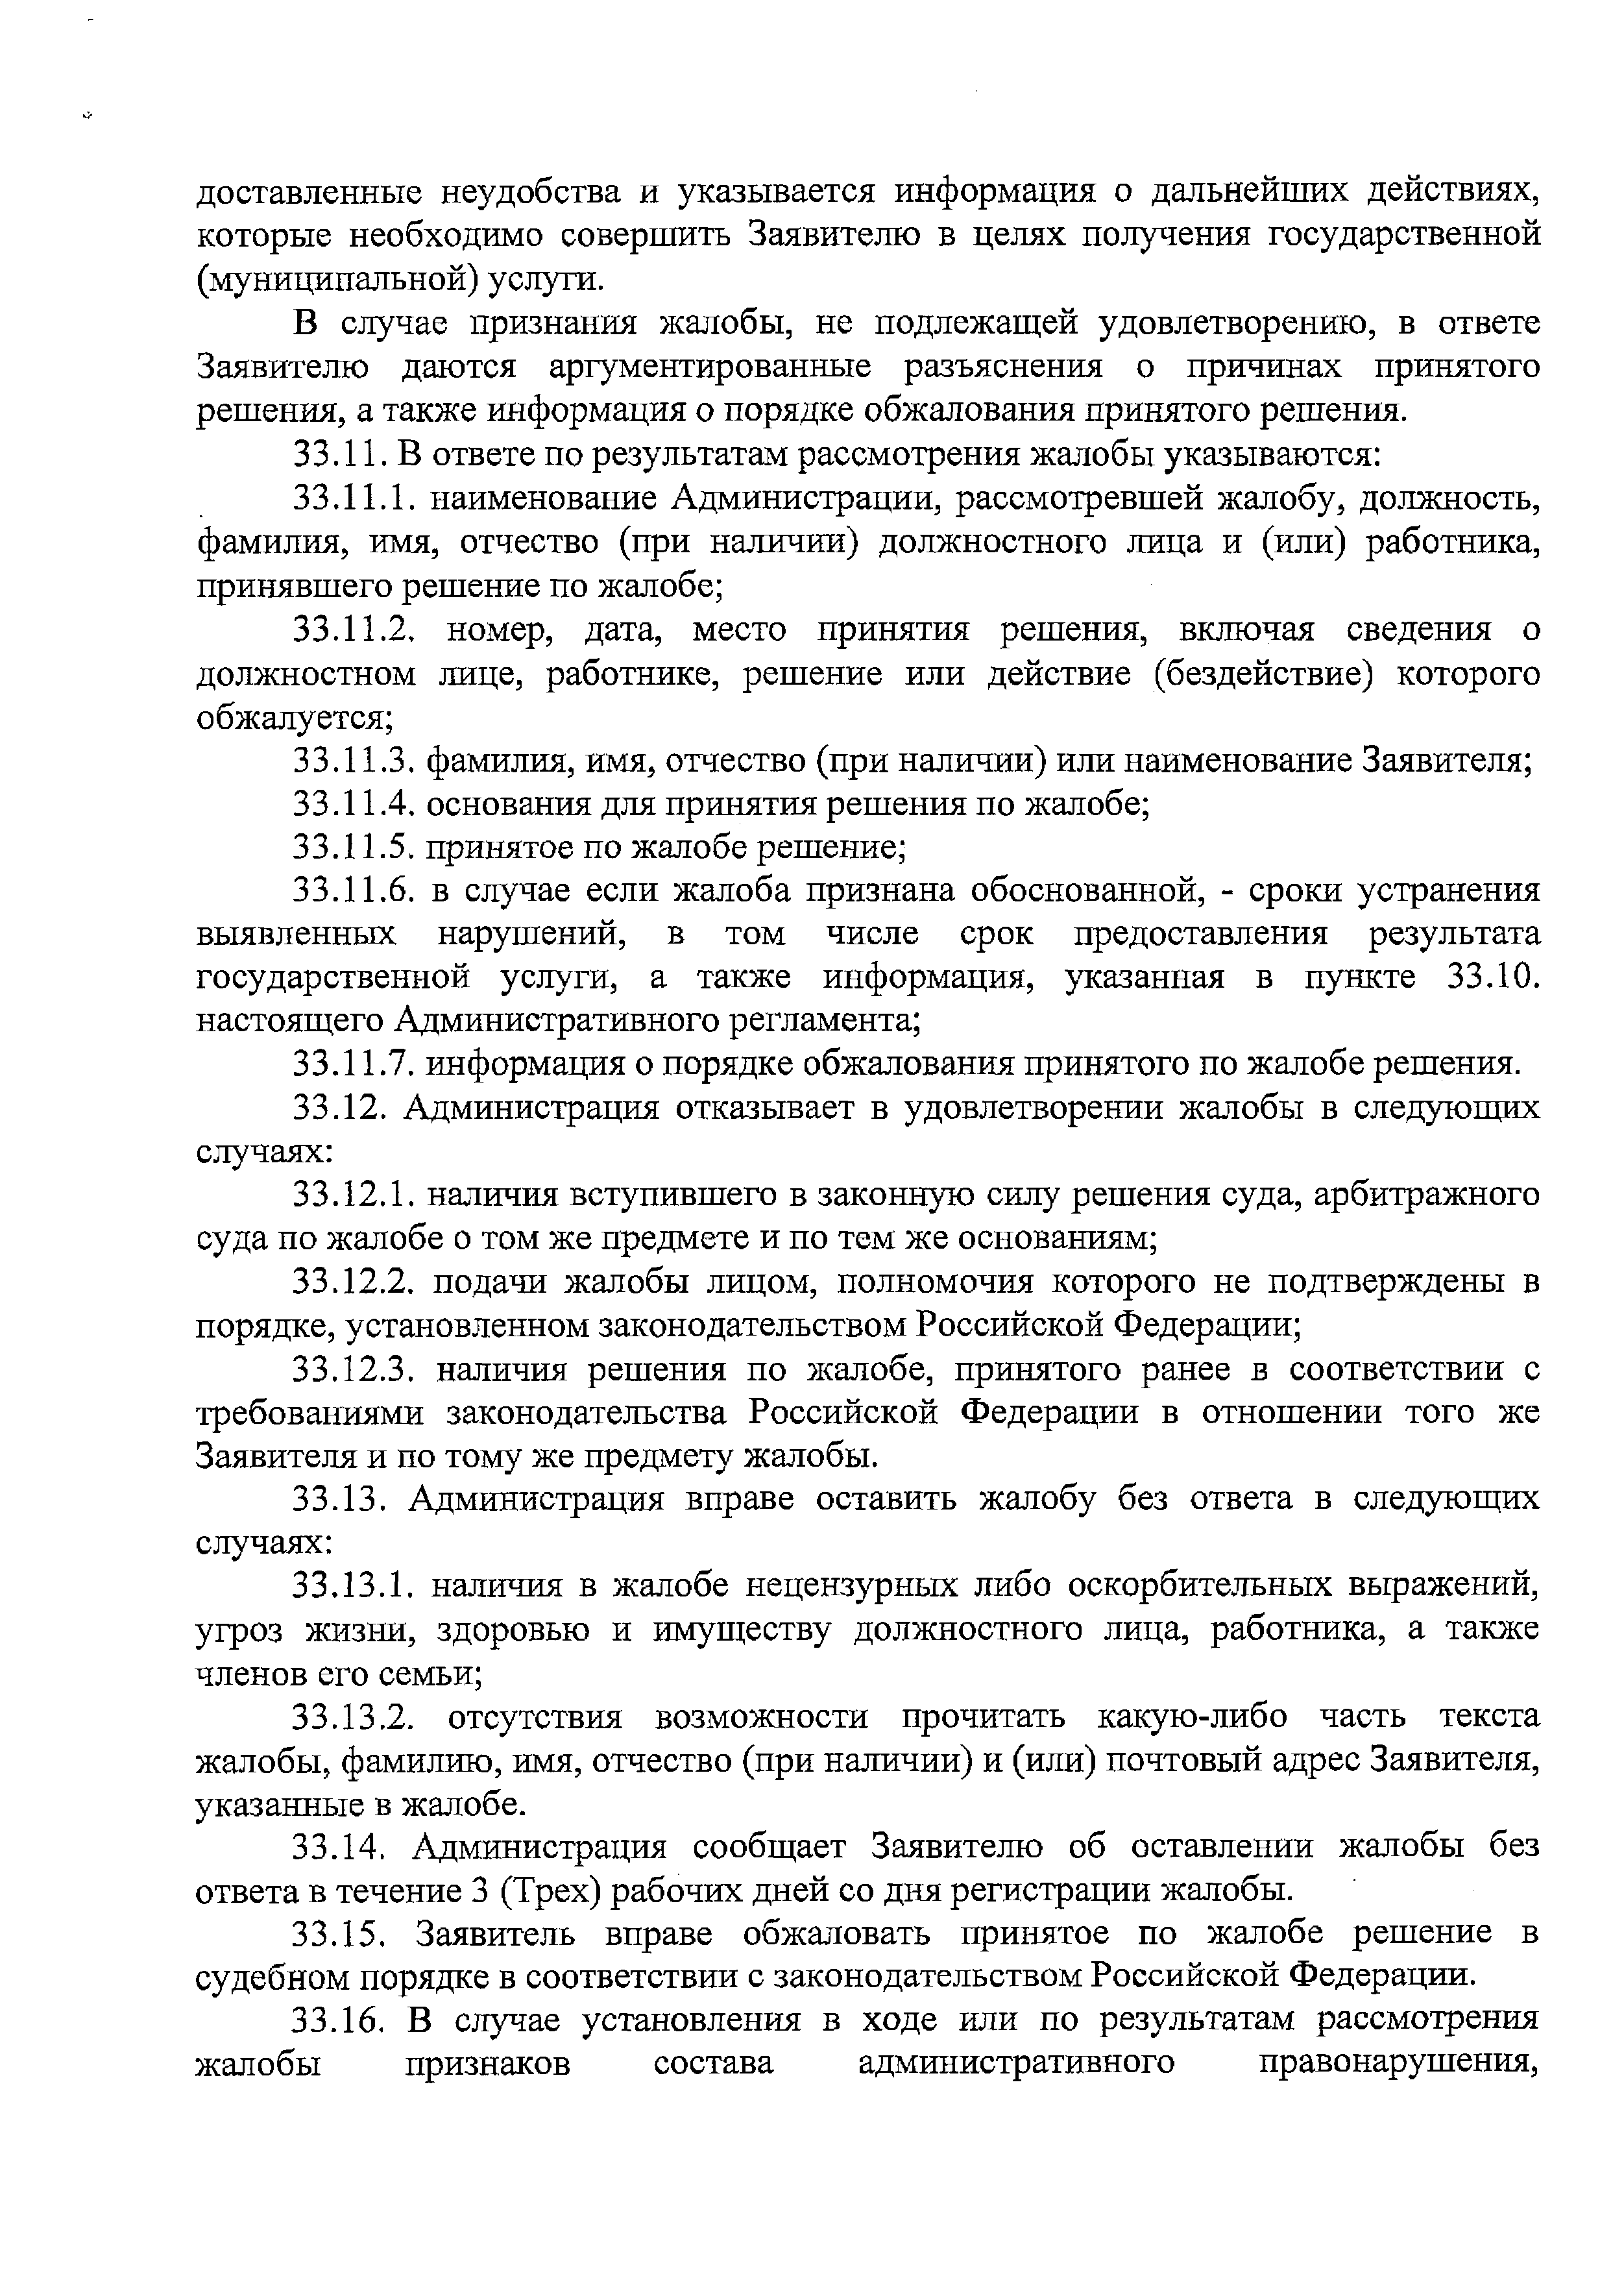 доставленные неудобства и указывается информация о дальнейших действиях,
которые необходимо совершить Заявителю в целях получения государственной
(муниципальной) услуги.
В случае признания жалобы, не подлежащей удовлетворению, в ответе
Заявителю даются аргументированные разъяснения о причинах принятого
решения, а также информация о порядке обжалования принятого решения.
33.11. В ответе по результатам рассмотрения жалобы указываются:
33.11.1. наименование Администрации, рассмотревшей жалобу, должность,
фамилия, имя, отчество (при наличии) должностного лица и (или) работника,
принявшего решение по жалобе;
33.11.2. номер, дата, место принятия решения, включая сведения о
должностном лице, работнике, решение или действие (бездействие) которого
обжалуется;
33.11.3. фамилия, имя, отчество (при наличии) или наименование Заявителя;
33.11.4. основания для принятия решения по жалобе;
33.11.5. принятое по жалобе решение;
33.11.6. в случае если жалоба признана обоснованной, - сроки устранения
выявленных нарушений, в том числе срок предоставления результата
государственной услуги, а также информация, указанная в пункте 33.10.
настоящего Административного регламента;
33.11.7. информация о порядке обжалования принятого по жалобе решения.
33.12. Администрация отказывает в удовлетворении жалобы в следующих
случаях:
33.12.1. наличия вступившего в законную силу решения суда, арбитражного
суда по жалобе о том же предмете и по тем же основаниям;
33.12.2. подачи жалобы лицом, полномочия которого не подтверждены в
порядке, установленном законодательством Российской Федерации;
33.12.3. наличия решения по жалобе, принятого ранее в соответствии с
требованиями законодательства Российской Федерации в отношении того же
Заявителя и по тому же предмету жалобы.
33.13. Администрация вправе оставить жалобу без ответа в следующих
случаях:
33.13.1. наличия в жалобе нецензурных либо оскорбительных выражений,
угроз жизни, здоровью и имуществу должностного лица, работника, а также
членов его семьи;
33.13.2. отсутствия возможности прочитать какую-либо часть текста
жалобы, фамилию, имя, отчество (при наличии) и (или) почтовый адрес Заявителя,
указанные в жалобе.
33.14. Администрация сообщает Заявителю об оставлении жалобы без
ответа в течение 3 (Трех) рабочих дней со дня регистрации жалобы.
33.15. Заявитель вправе обжаловать принятое по жалобе решение в
судебном порядке в соответствии с законодательством Российской Федерации.
33.16. В случае установления в ходе или по результатам рассмотрения
жалобы признаков состава административного правонарушения,